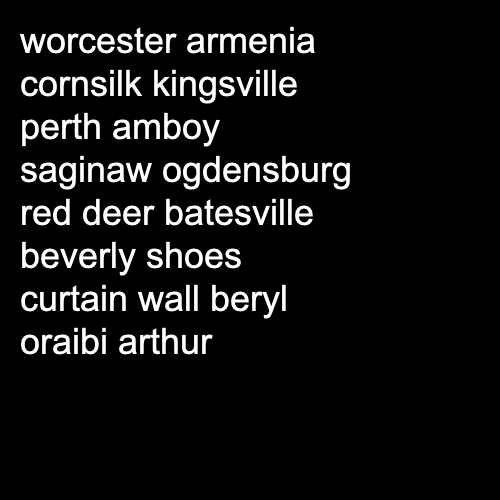 worcester armenia
cornsilk kingsville
perth amboy
saginaw ogdensburg
red deer batesville
beverly shoes
curtain wall beryl
oraibi arthur